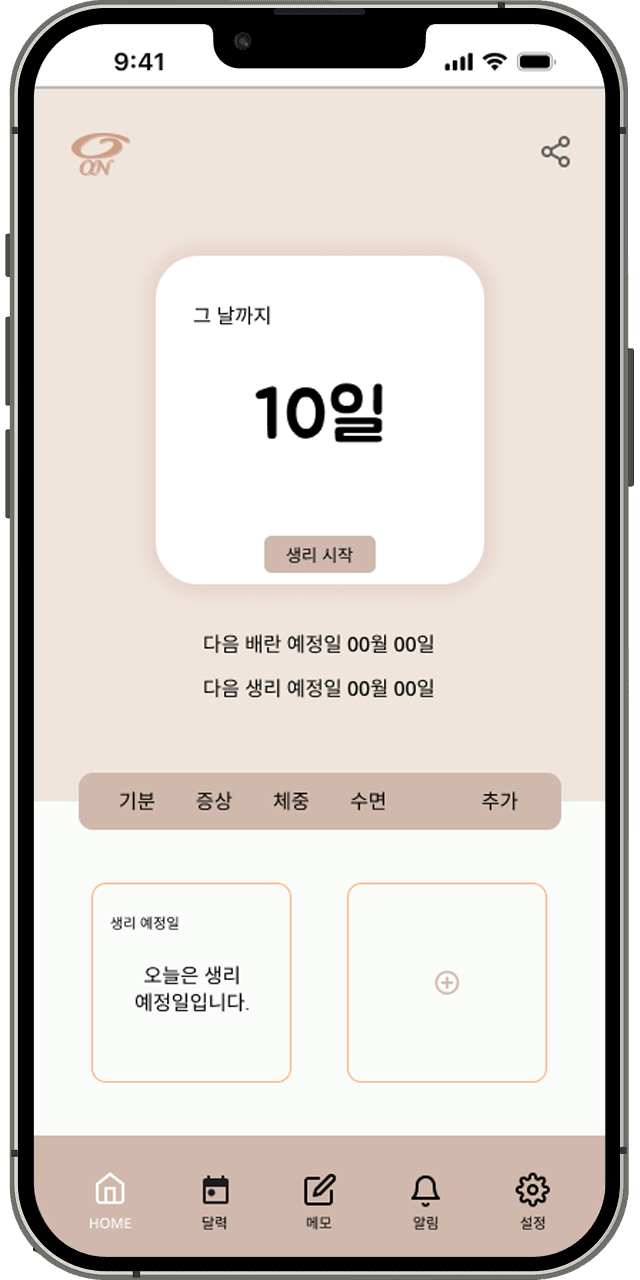 9:41
αN
그 날까지
10일
생리 시작
다음 배란 예정일 00월 00일
다음 생리 예정일 00월 00일
기분 증상 체중 수면 추가
생리 예정일
오늘은 생리
예정일입니다.
HOME 달력 메모 알림 설정